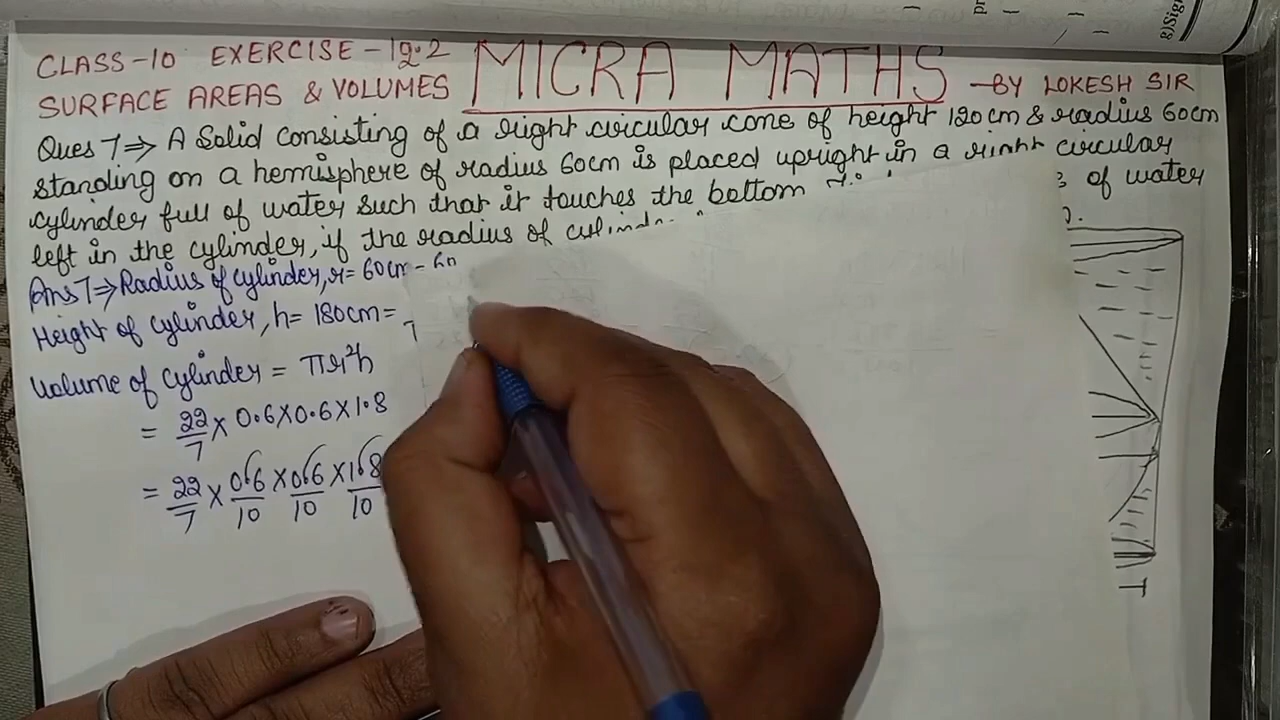 CLASS-10 EXERCISE-12.2 MICRA MATHS -BY LOKESH SIR
SURFACE AREAS & VOLUMES
Ques 7⇒ A solid consisting of a right circular cone of height 120cm & radius 60cm
standing on a hemisphere of radius 60cm is placed upright in a right circular
cylinder full of water such that it touches the bottom of water
left in the cylinder, if the radius of
Ans 7⇒ Radius of cylinder, r= 60cm =
Height of cylinder, h= 180cm=
Volume of cylinder = πr²h
= 22/7 × 0.6×0.6×1.8
= 22/7 × 06/10 × 06/10 × 18/10
T